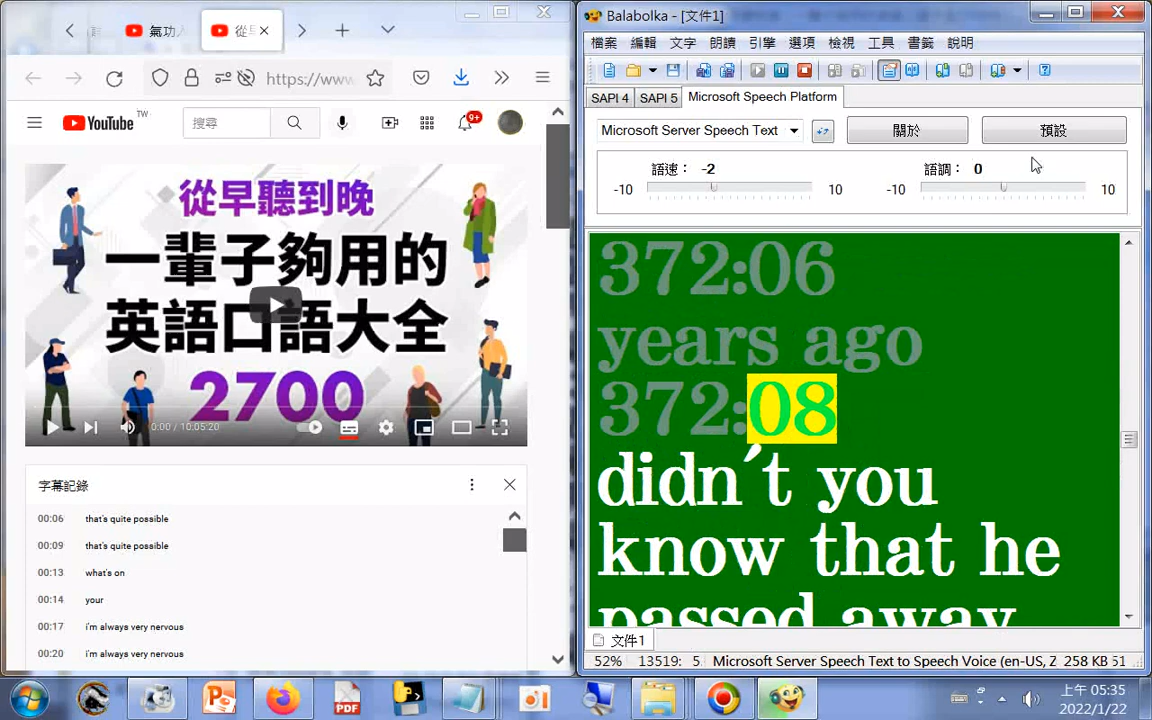 從
氣功
https://www
YouTube TW
搜尋
9+
從早聽到晚
一輩子夠用的
英語口語大全
2700
0:00 / 10:05:20
字幕記錄
00:06 that's quite possible
00:09 that's quite possible
00:13 what's on
00:14 your
00:17 i'm always very nervous
00:20 i'm always very nervous
Balabolka - [文件1]
檔案 編輯 文字 朗讀 引擎 選項 檢視 工具 書籤 說明
SAPI 4 SAPI 5 Microsoft Speech Platform
Microsoft Server Speech Text 關於 預設
語速： -2 語調： 0
-10 10 -10 10
372:06
years ago
372:08
didn't you
know that he
passed away
文件1
52% 13519: 5 Microsoft Server Speech Text to Speech Voice (en-US, Z 258 KB 51
PDF
上午 05:35
2022/1/22